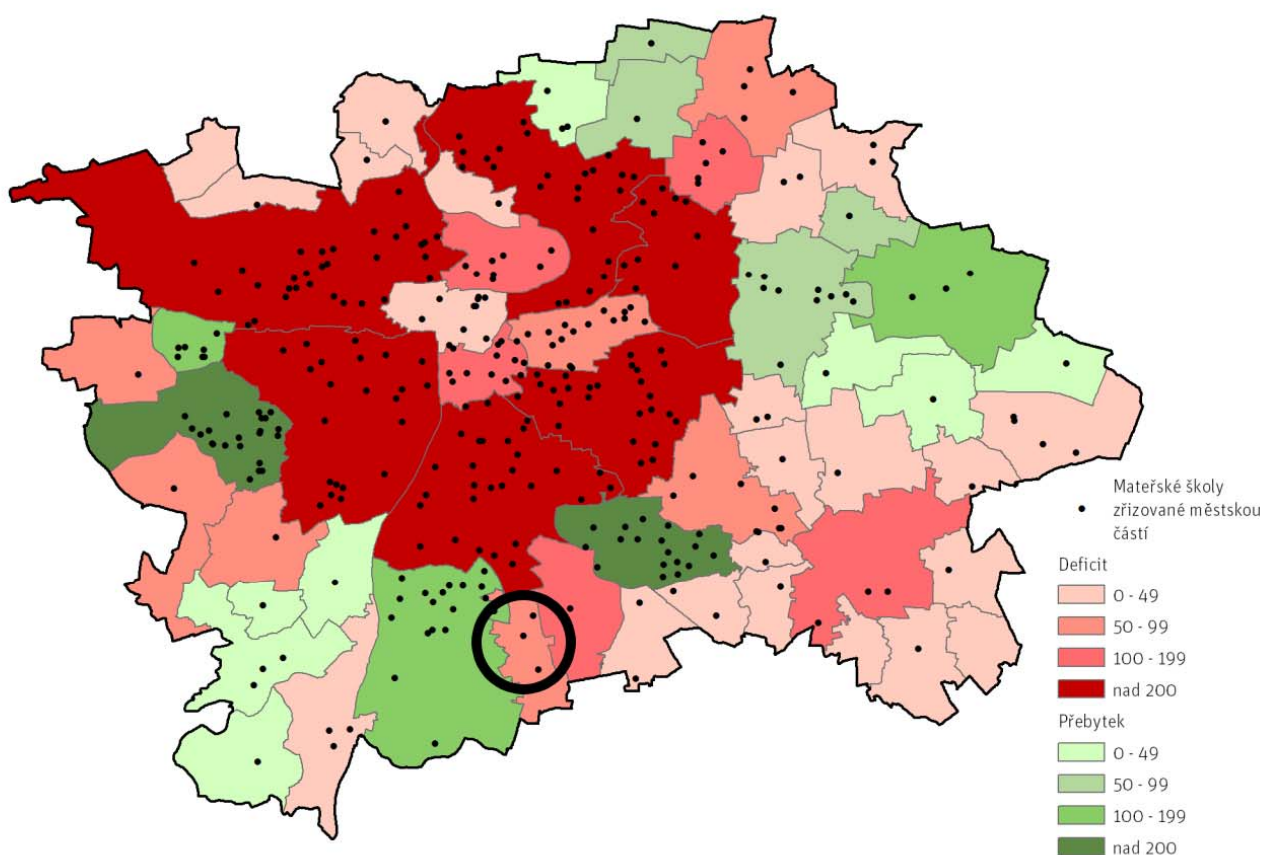 Mateřské školy
zřizované městskou
částí
Deficit
0 - 49
50 - 99
100 - 199
nad 200
Přebytek
0 - 49
50 - 99
100 - 199
nad 200